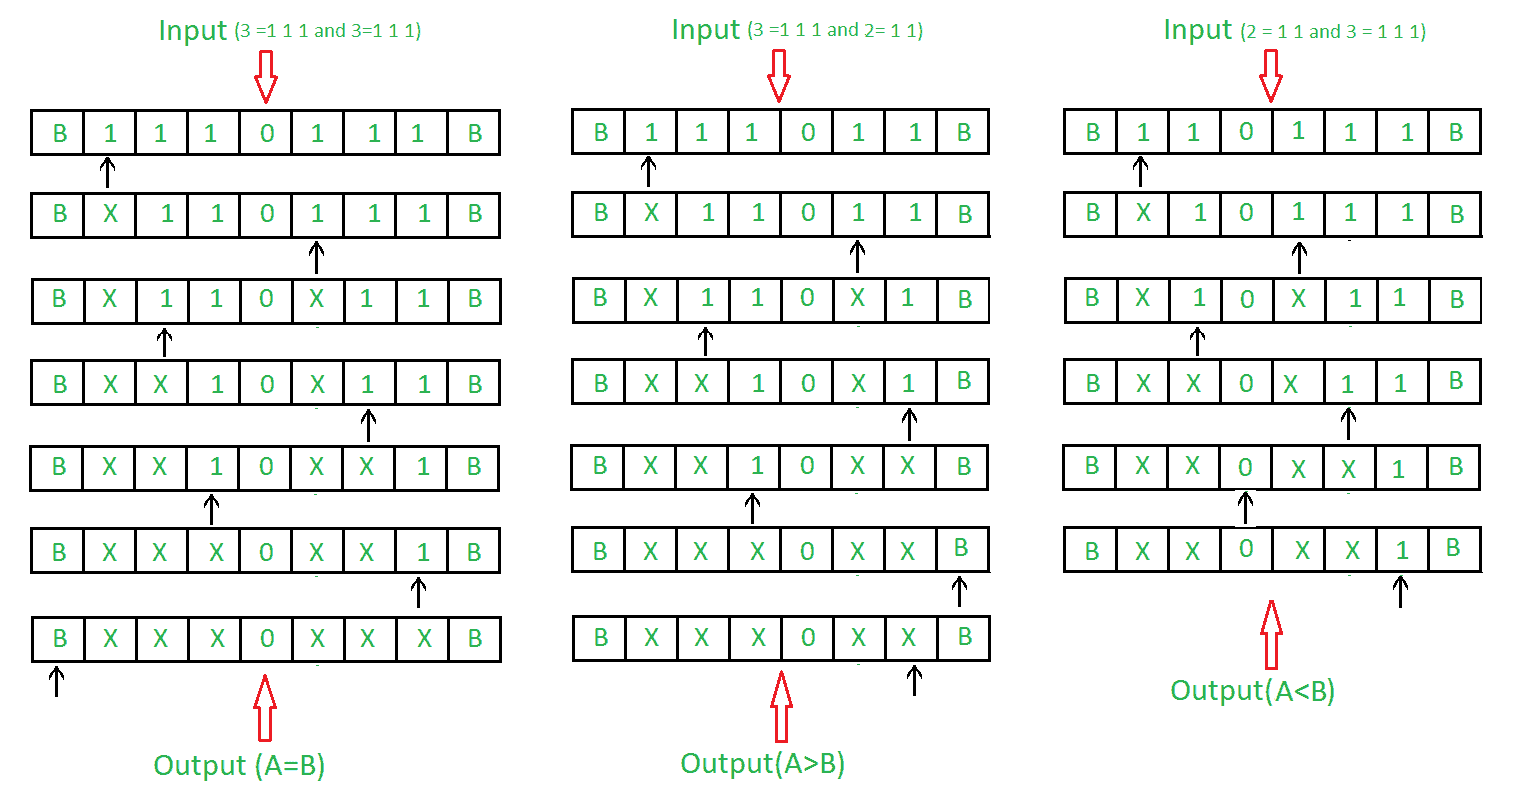 Input (3 =1 1 1 and 3=1 1 1)
B 1 1 1 0 1 1 1 B
B X 1 1 0 1 1 1 B
B X 1 1 0 X 1 1 B
B X X 1 0 X 1 1 B
B X X 1 0 X X 1 B
B X X X 0 X X 1 B
B X X X 0 X X X B
Output (A=B)
Input (3 =1 1 1 and 2= 1 1)
B 1 1 1 0 1 1 B
B X 1 1 0 1 1 B
B X 1 1 0 X 1 B
B X X 1 0 X 1 B
B X X 1 0 X X B
B X X X 0 X X B
B X X X 0 X X B
Output(A>B)
Input (2 = 1 1 and 3 = 1 1 1)
B 1 1 0 1 1 1 B
B X 1 0 1 1 1 B
B X 1 0 X 1 1 B
B X X 0 X 1 1 B
B X X 0 X X 1 B
B X X 0 X X 1 B
Output(A<B)